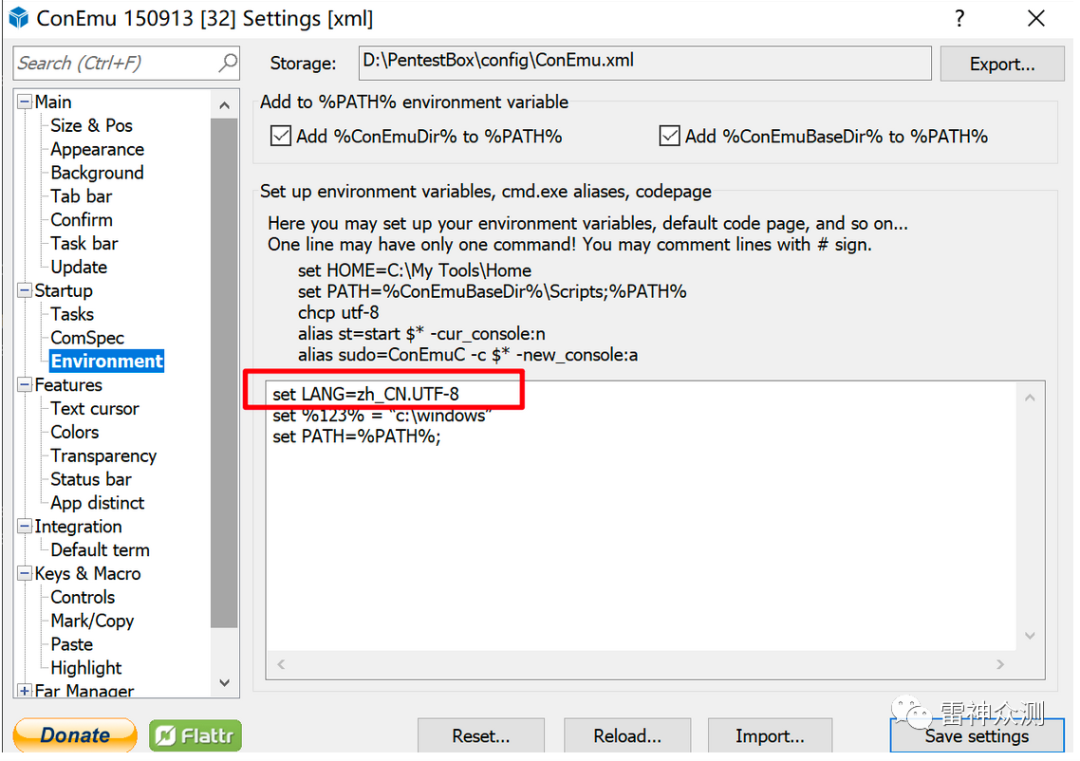 ConEmu 150913 [32] Settings [xml]
?
Search (Ctrl+F)
Storage:
D:\PentestBox\config\ConEmu.xml
Export...
Main
Size & Pos
Appearance
Background
Tab bar
Confirm
Task bar
Update
Startup
Tasks
ComSpec
Environment
Features
Text cursor
Colors
Transparency
Status bar
App distinct
Integration
Default term
Keys & Macro
Controls
Mark/Copy
Paste
Highlight
Far Manager
Add to %PATH% environment variable
Add %ConEmuDir% to %PATH%
Add %ConEmuBaseDir% to %PATH%
Set up environment variables, cmd.exe aliases, codepage
Here you may set up your environment variables, default code page, and so on...
One line may have only one command! You may comment lines with # sign.
set HOME=C:\My Tools\Home
set PATH=%ConEmuBaseDir%\Scripts;%PATH%
chcp utf-8
alias st=start $* -cur_console:n
alias sudo=ConEmuC -c $* -new_console:a
set LANG=zh_CN.UTF-8
set %123% = "c:\windows"
set PATH=%PATH%;
Donate
Flattr
Reset...
Reload...
Import...
Save settings
雷神众测